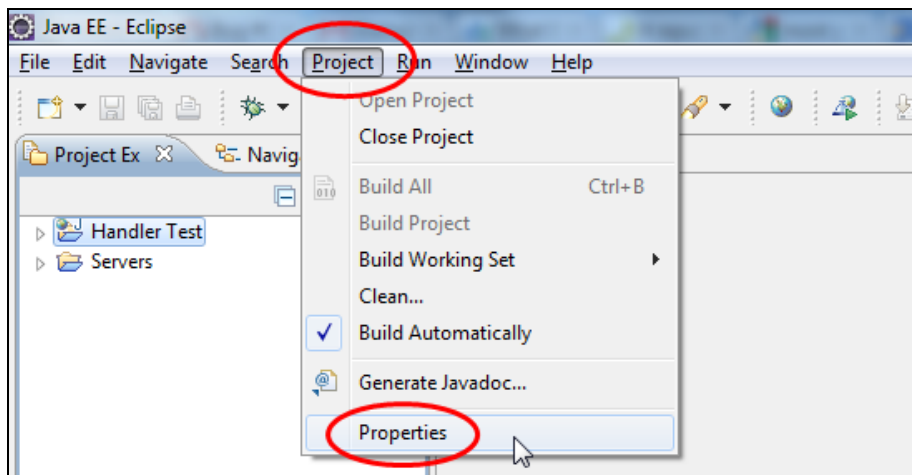 Java EE - Eclipse
File Edit Navigate Search Project Run Window Help
Open Project
Close Project
Project Ex Navig
Build All Ctrl+B
010
Build Project
Handler Test
Build Working Set
Servers
Clean...
Build Automatically
Generate Javadoc...
Properties